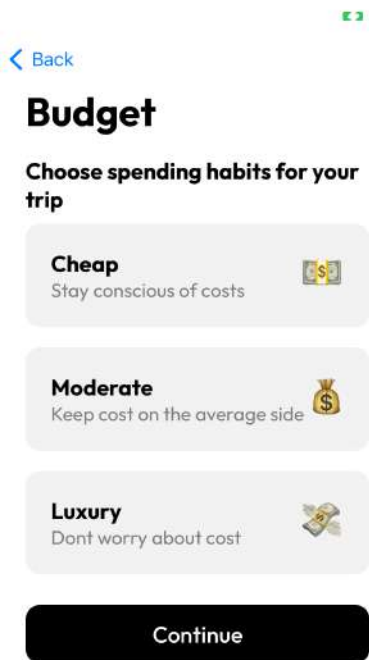 Back
Budget
Choose spending habits for your
trip
Cheap
Stay conscious of costs
Moderate
Keep cost on the average side
Luxury
Dont worry about cost
Continue